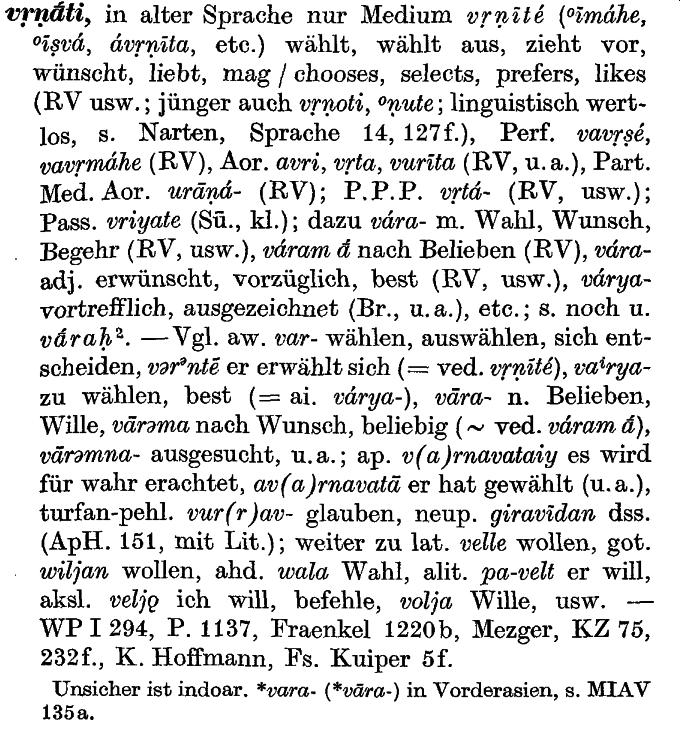 vṛṇā́ti, in alter Sprache nur Medium vṛṇīté (°īmáhe,
°īṣvá, ávṛṇīta, etc.) wählt, wählt aus, zieht vor,
wünscht, liebt, mag / chooses, selects, prefers, likes
(RV usw.; jünger auch vṛṇoti, °ṇute; linguistisch wert-
los, s. Narten, Sprache 14, 127f.), Perf. vavṛṣé,
vavṛmáhe (RV), Aor. avri, vṛta, vurīta (RV, u. a.), Part.
Med. Aor. urāṇá- (RV); P.P.P. vṛtá- (RV, usw.);
Pass. vriyate (Sū., kl.); dazu vára- m. Wahl, Wunsch,
Begehr (RV, usw.), váram ā́ nach Belieben (RV), vára-
adj. erwünscht, vorzüglich, best (RV, usw.), várya-
vortrefflich, ausgezeichnet (Br., u. a.), etc.; s. noch u.
váraḥ². — Vgl. aw. var- wählen, auswählen, sich ent-
scheiden, vərᵊntē er erwählt sich (= ved. vṛṇīté), vaⁱrya-
zu wählen, best (= ai. várya-), vāra- n. Belieben,
Wille, vārəma nach Wunsch, beliebig (~ ved. váram ā́),
vārəmna- ausgesucht, u. a.; ap. v(a)rnavataiy es wird
für wahr erachtet, av(a)rnavatā er hat gewählt (u. a.),
turfan-pehl. vur(r)av- glauben, neup. giravīdan dss.
(ApH. 151, mit Lit.); weiter zu lat. velle wollen, got.
wiljan wollen, ahd. wala Wahl, alit. pa-velt er will,
aksl. veljǫ ich will, befehle, volja Wille, usw. —
WP I 294, P. 1137, Fraenkel 1220b, Mezger, KZ 75,
232f., K. Hoffmann, Fs. Kuiper 5f.
Unsicher ist indoar. *vara- (*vāra-) in Vorderasien, s. MIAV
135a.